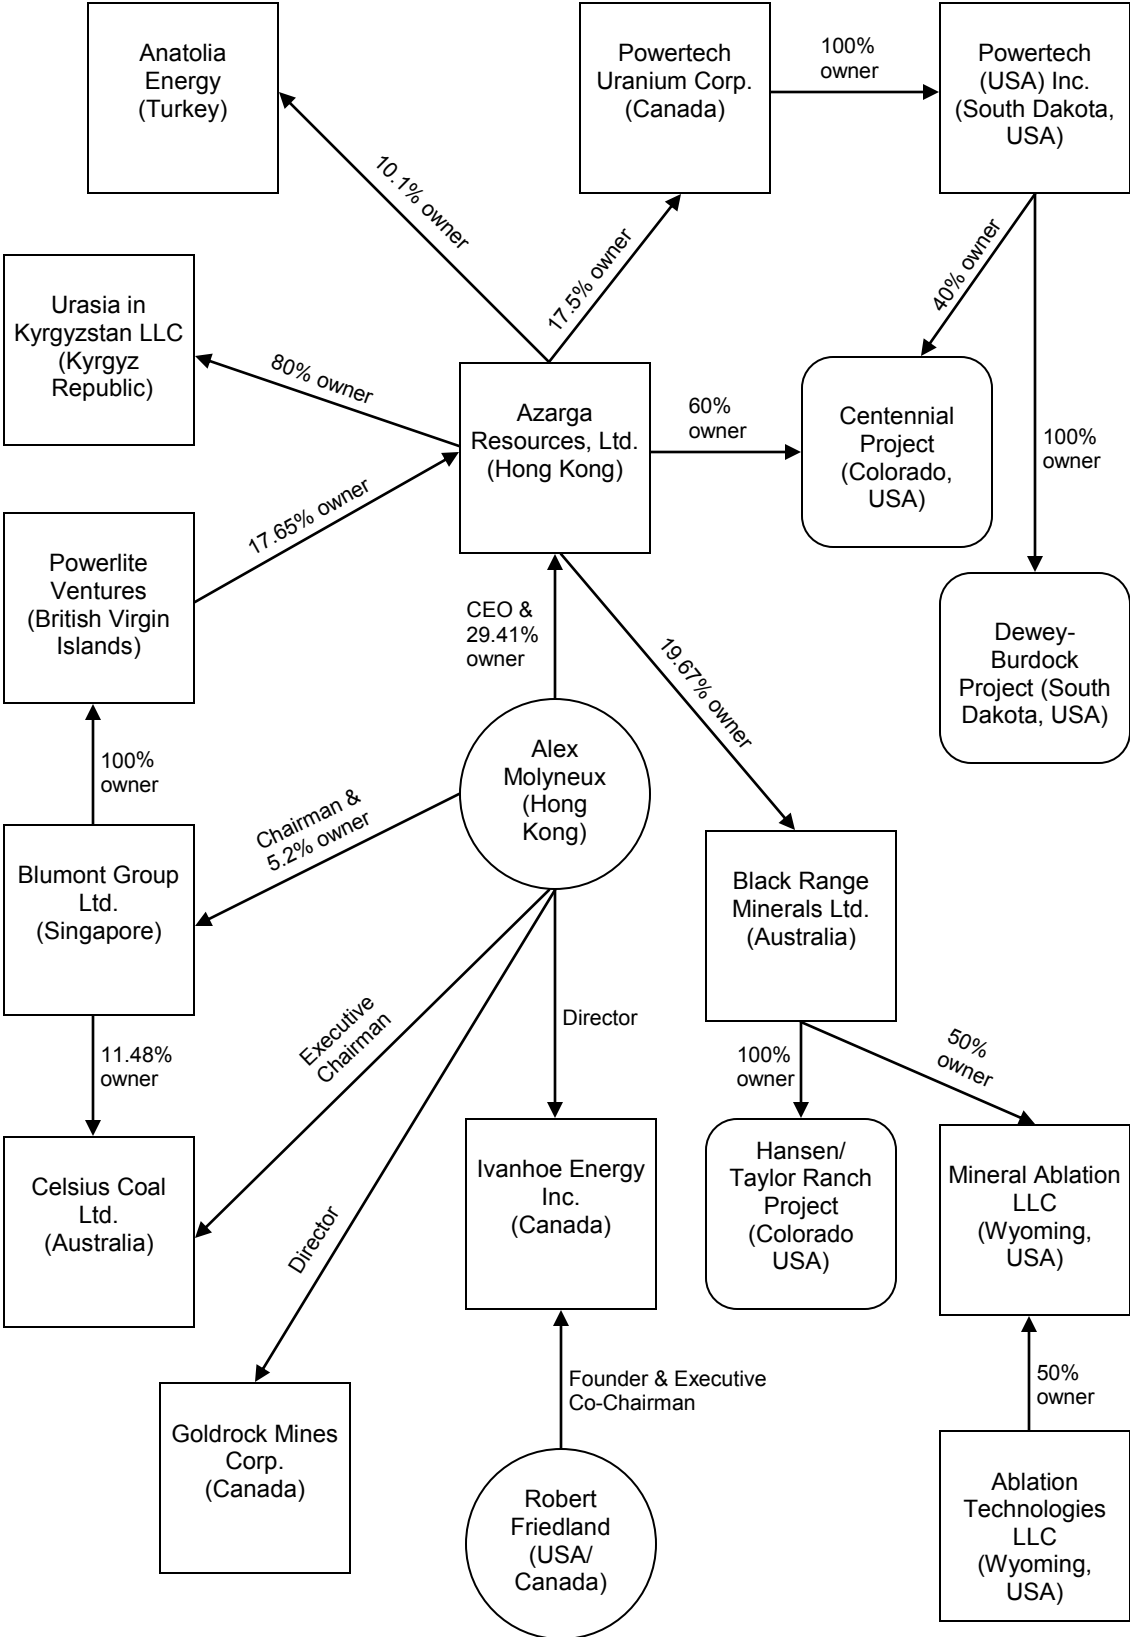 Anatolia
Energy
(Turkey)
Powertech
Uranium Corp.
(Canada)
100%
owner
Powertech
(USA) Inc.
(South Dakota,
USA)
10.1% owner
17.5% owner
40% owner
Urasia in
Kyrgyzstan LLC
(Kyrgyz
Republic)
80% owner
Azarga
Resources, Ltd.
(Hong Kong)
60%
owner
Centennial
Project
(Colorado,
USA)
100%
owner
17.65% owner
Powerlite
Ventures
(British Virgin
Islands)
CEO &
29.41%
owner
19.67% owner
Dewey-
Burdock
Project (South
Dakota, USA)
100%
owner
Alex
Molyneux
(Hong
Kong)
Chairman &
5.2% owner
Blumont Group
Ltd.
(Singapore)
Black Range
Minerals Ltd.
(Australia)
11.48%
owner
Executive
Chairman
Director
100%
owner
50%
owner
Celsius Coal
Ltd.
(Australia)
Director
Ivanhoe Energy
Inc.
(Canada)
Hansen/
Taylor Ranch
Project
(Colorado
USA)
Mineral Ablation
LLC
(Wyoming,
USA)
Founder & Executive
Co-Chairman
50%
owner
Goldrock Mines
Corp.
(Canada)
Robert
Friedland
(USA/
Canada)
Ablation
Technologies
LLC
(Wyoming,
USA)